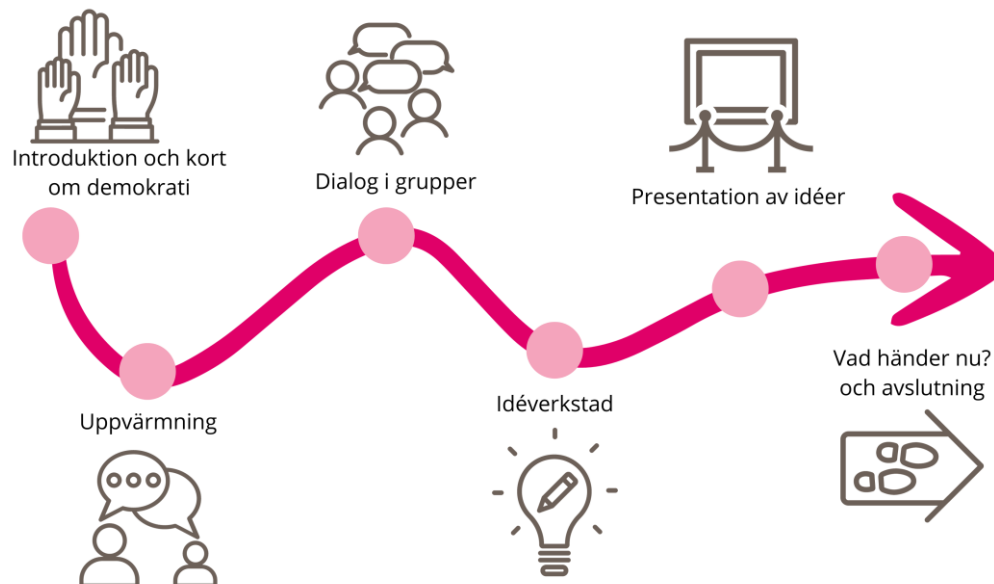 Introduktion och kort
om demokrati
Uppvärmning
Dialog i grupper
Idéverkstad
Presentation av idéer
Vad händer nu?
och avslutning